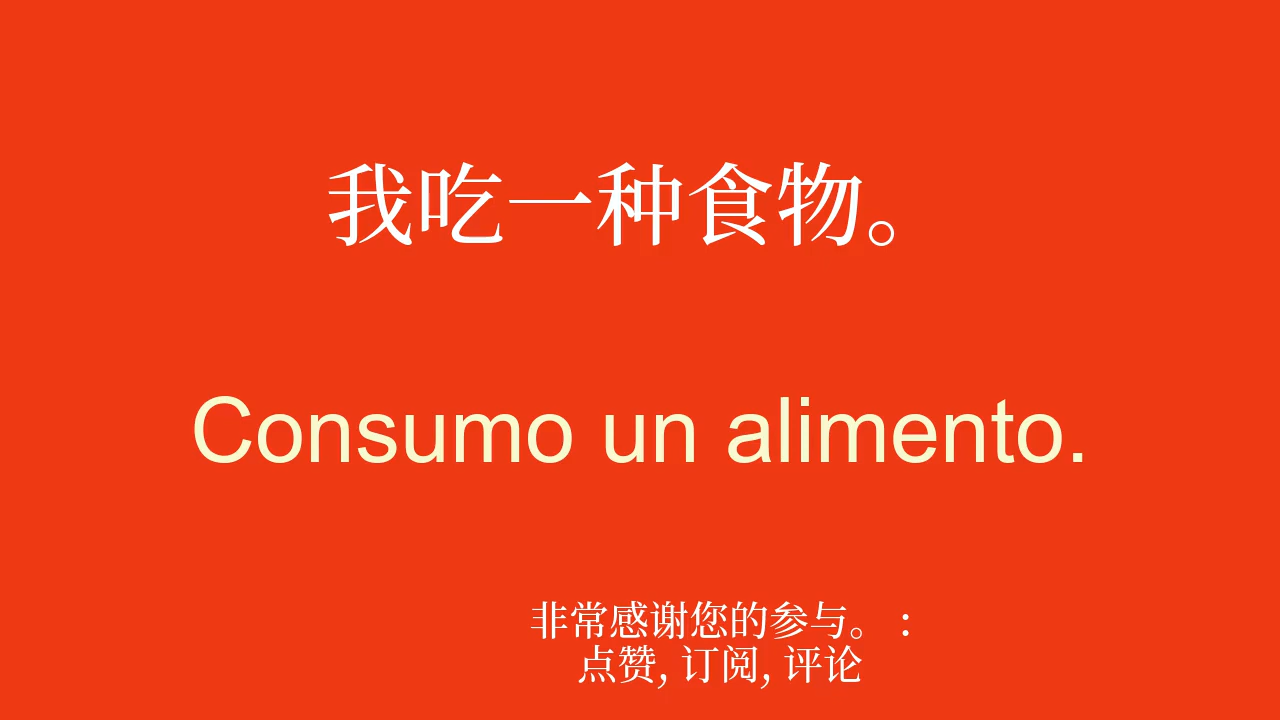 我吃一种食物。
Consumo un alimento.
非常感谢您的参与。 :
点赞, 订阅, 评论